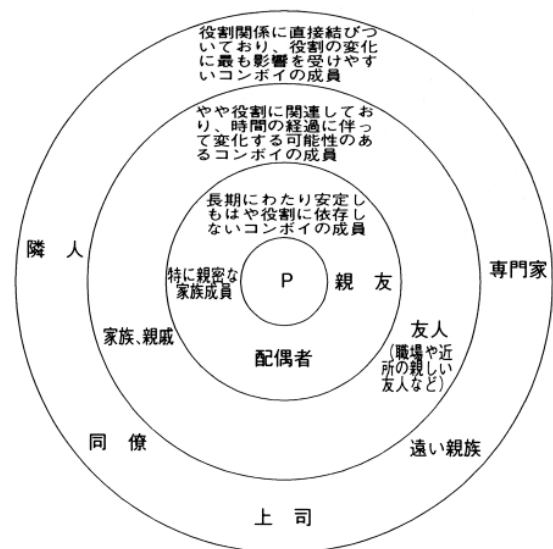 役割関係に直接結びつ
いており、役割の変化
に最も影響を受けやす
いコンボイの成員
やや役割に関連してお
り、時間の経過に伴っ
て変化する可能性のあ
るコンボイの成員
長期にわたり安定し
もはや役割に依存し
ないコンボイの成員
隣 人
専門家
特に親密な
家族成員
P
親 友
家族、親戚
友人
(職場や近
所の親しい
友人など)
配偶者
同 僚
遠い親族
上 司